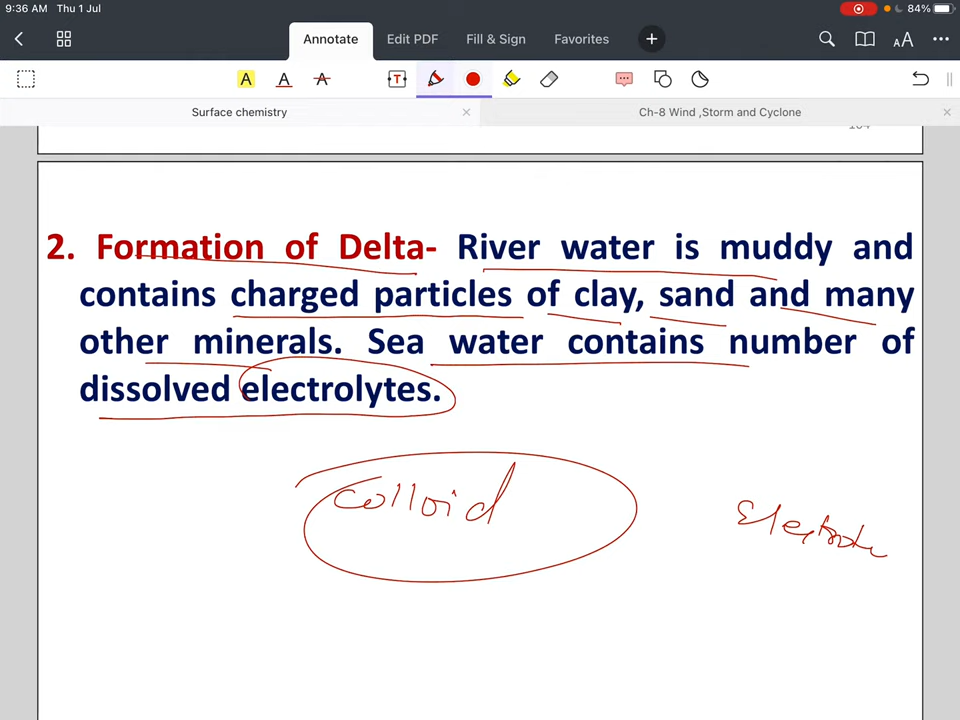 9:36 AM Thu 1 Jul 84%
Annotate Edit PDF Fill & Sign Favorites
A A A T AA
Surface chemistry Ch-8 Wind ,Storm and Cyclone
2. Formation of Delta- River water is muddy and
contains charged particles of clay, sand and many
other minerals. Sea water contains number of
dissolved electrolytes.
Colloid